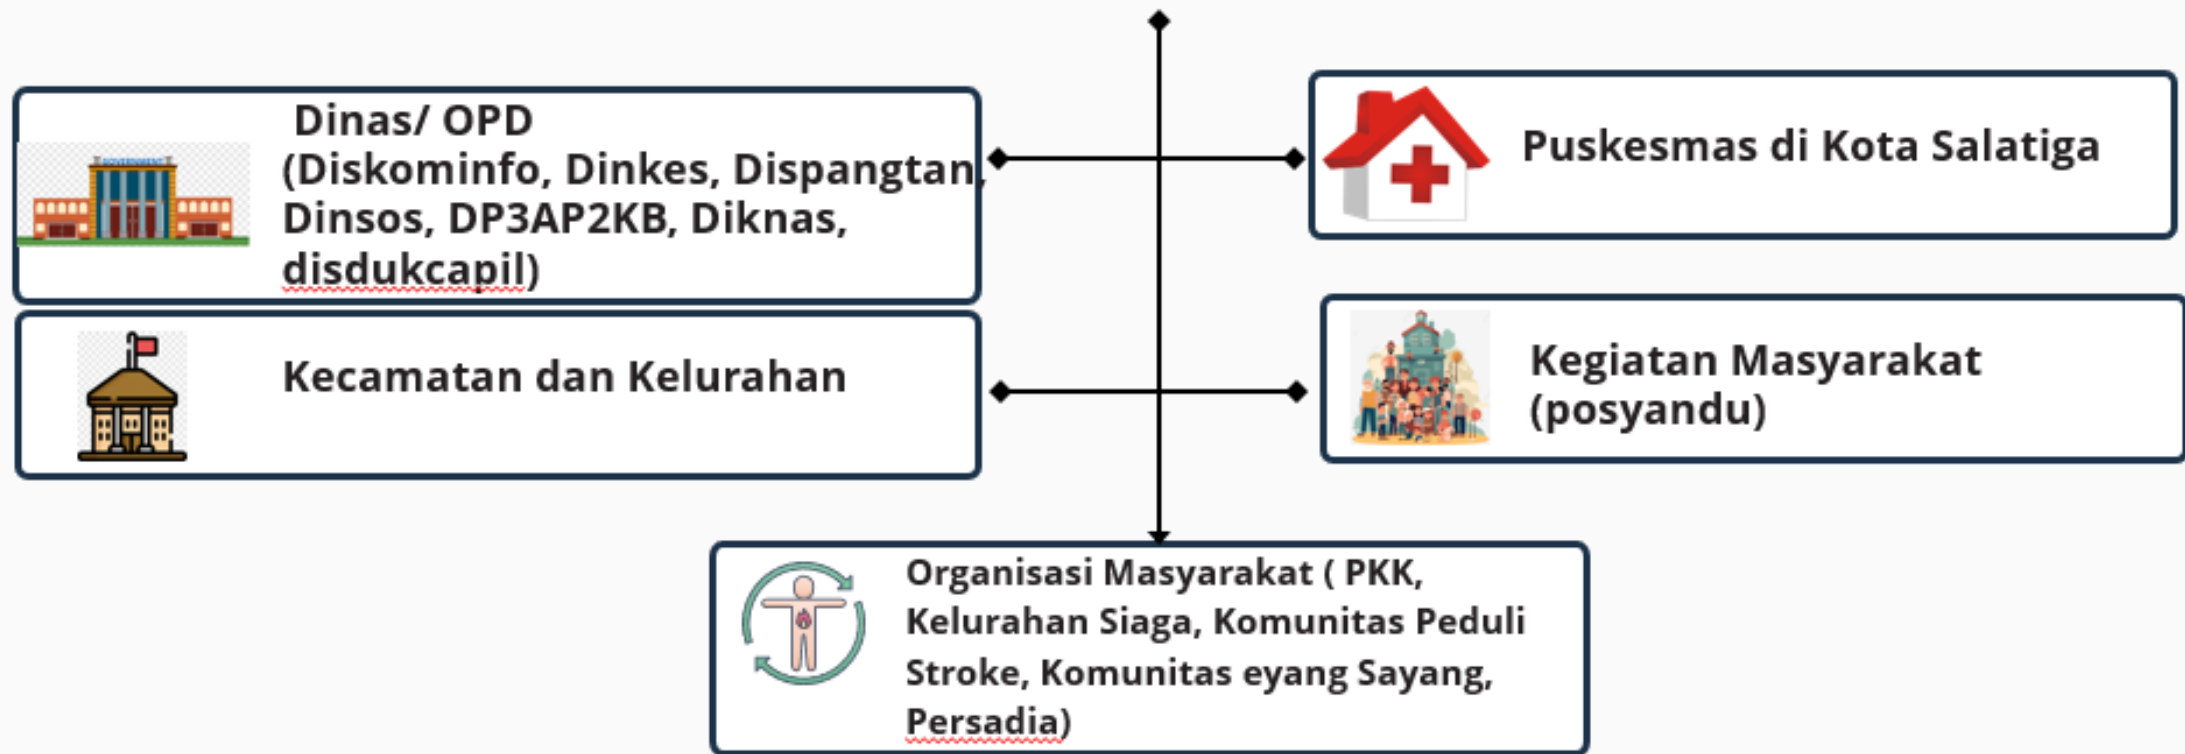 Dinas/ OPD
(Diskominfo, Dinkes, Dispangtan,
Dinsos, DP3AP2KB, Diknas,
disdukcapil)
GOVERNMENT
Puskesmas di Kota Salatiga
Kecamatan dan Kelurahan
Kegiatan Masyarakat
(posyandu)
Organisasi Masyarakat ( PKK,
Kelurahan Siaga, Komunitas Peduli
Stroke, Komunitas eyang Sayang,
Persadia)